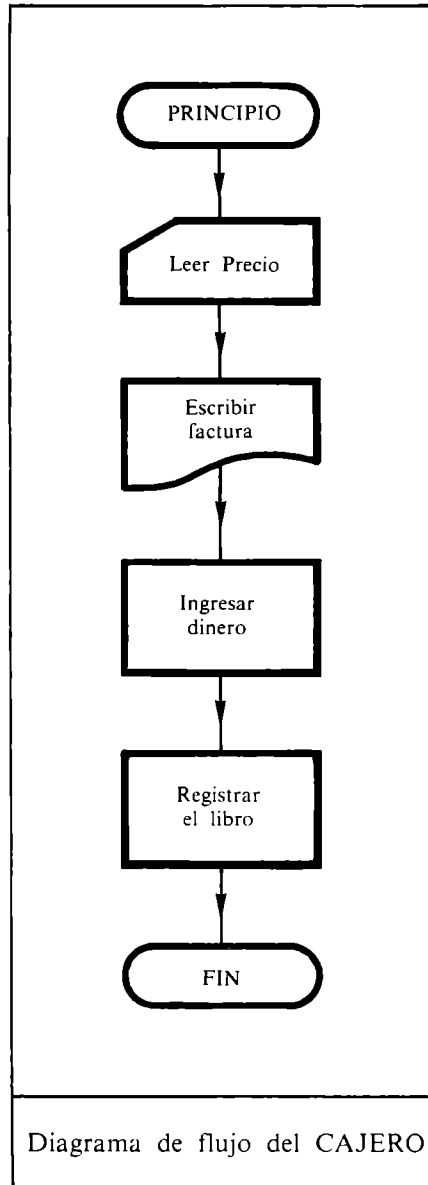 PRINCIPIO
Leer Precio
Escribir
factura
Ingresar
dinero
Registrar
el libro
FIN
Diagrama de flujo del CAJERO